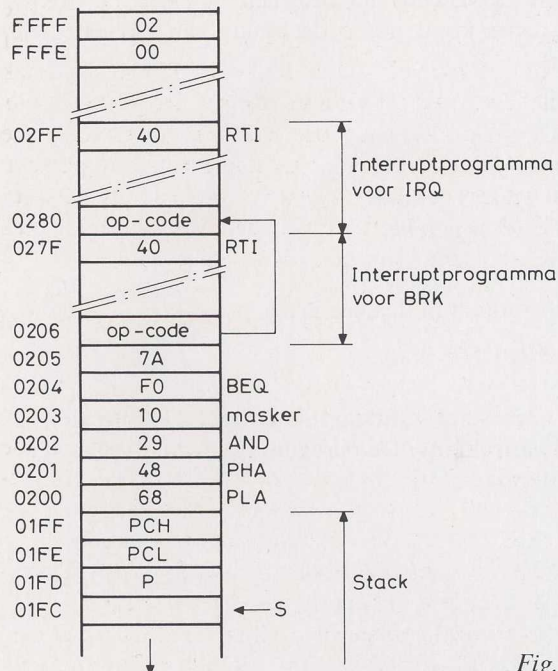 FFFF 02
FFFE 00
02FF 40 RTI
Interruptprogramma
voor IRQ
0280 op-code
027F 40 RTI
Interruptprogramma
voor BRK
0206 op-code
0205 7A
0204 F0 BEQ
0203 10 masker
0202 29 AND
0201 48 PHA
0200 68 PLA
01FF PCH
01FE PCL
01FD P Stack
01FC S
Fig.